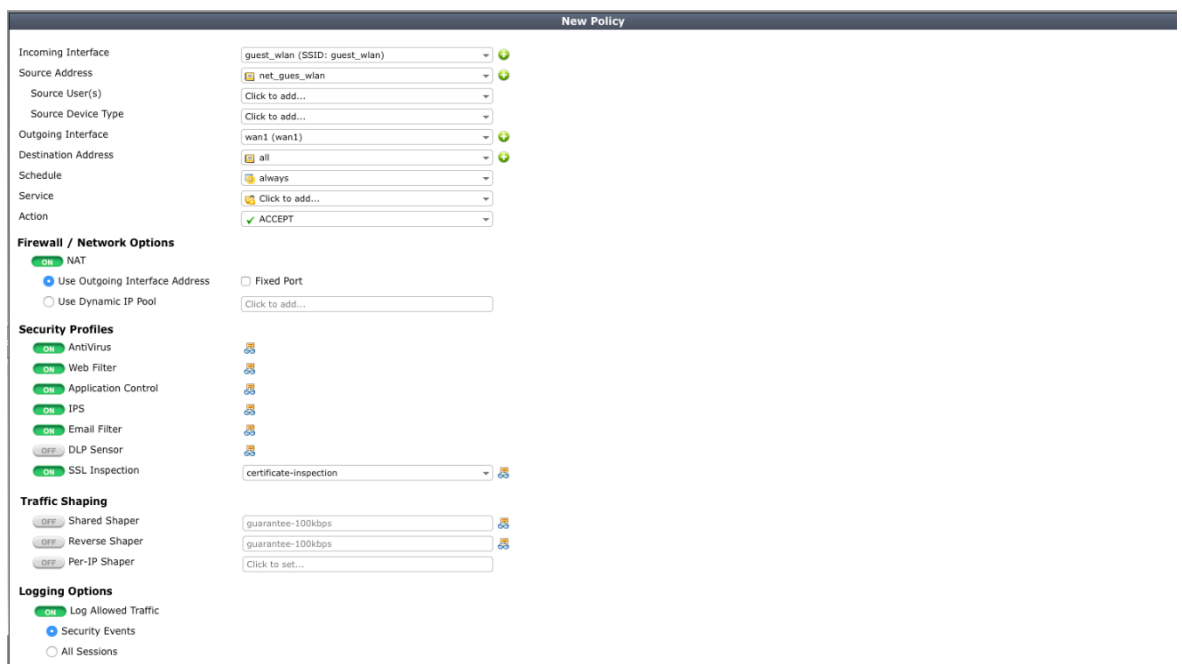 New Policy
Incoming Interface guest_wlan (SSID: guest_wlan)
Source Address net_gues_wlan
Source User(s) Click to add...
Source Device Type Click to add...
Outgoing Interface wan1 (wan1)
Destination Address all
Schedule always
Service Click to add...
Action ACCEPT
Firewall / Network Options
ON NAT
Use Outgoing Interface Address Fixed Port
Use Dynamic IP Pool Click to add...
Security Profiles
ON AntiVirus
ON Web Filter
ON Application Control
ON IPS
ON Email Filter
OFF DLP Sensor
ON SSL Inspection certificate-inspection
Traffic Shaping
OFF Shared Shaper guarantee-100kbps
OFF Reverse Shaper guarantee-100kbps
OFF Per-IP Shaper Click to set...
Logging Options
ON Log Allowed Traffic
Security Events
All Sessions